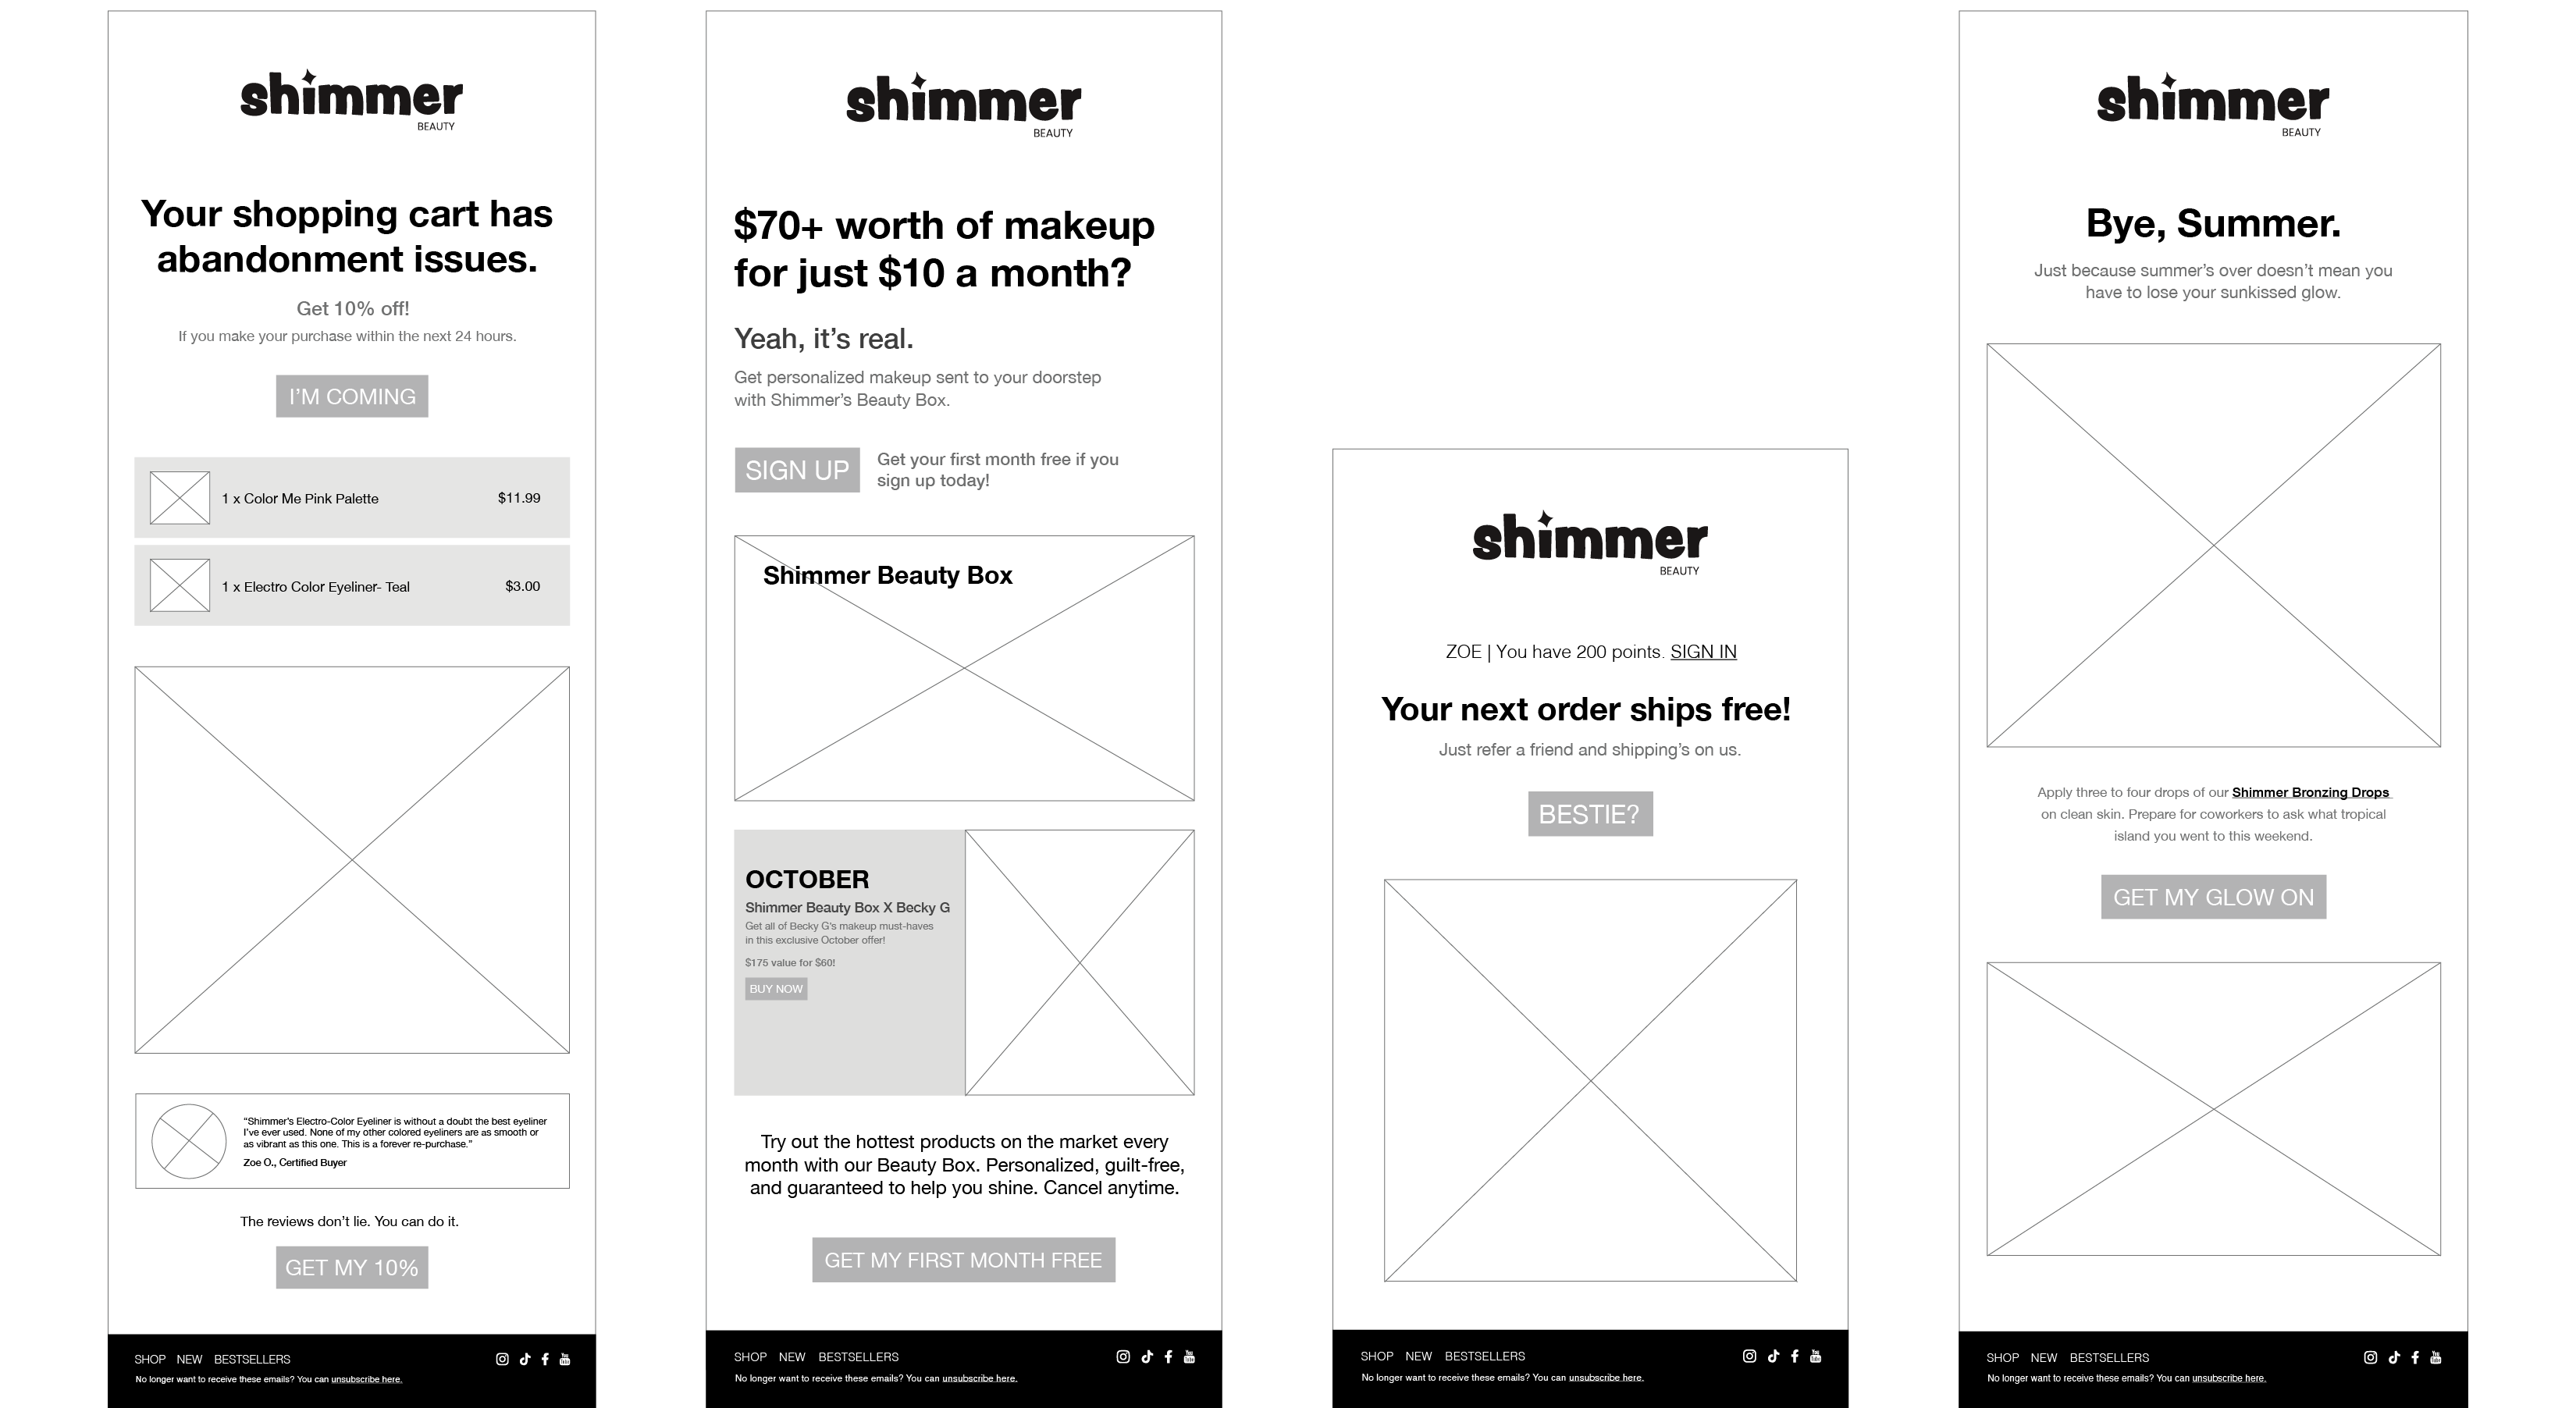 shimmer
BEAUTY
Your shopping cart has
abandonment issues.
Get 10% off!
If you make your purchase within the next 24 hours.
I'M COMING
1 x Color Me Pink Palette $11.99
1 x Electro Color Eyeliner- Teal $3.00
“Shimmer’s Electro-Color Eyeliner is without a doubt the best eyeliner
I’ve ever used. None of my other colored eyeliners are as smooth or
as vibrant as this one. This is a forever re-purchase.”
Zoe O., Certified Buyer
The reviews don’t lie. You can do it.
GET MY 10%
SHOP NEW BESTSELLERS
No longer want to receive these emails? You can unsubscribe here.
shimmer
BEAUTY
$70+ worth of makeup
for just $10 a month?
Yeah, it’s real.
Get personalized makeup sent to your doorstep
with Shimmer’s Beauty Box.
SIGN UP
Get your first month free if you
sign up today!
Shimmer Beauty Box
OCTOBER
Shimmer Beauty Box X Becky G
Get all of Becky G’s makeup must-haves
in this exclusive October offer!
$175 value for $60!
BUY NOW
Try out the hottest products on the market every
month with our Beauty Box. Personalized, guilt-free,
and guaranteed to help you shine. Cancel anytime.
GET MY FIRST MONTH FREE
SHOP NEW BESTSELLERS
No longer want to receive these emails? You can unsubscribe here.
shimmer
BEAUTY
ZOE | You have 200 points. SIGN IN
Your next order ships free!
Just refer a friend and shipping’s on us.
BESTIE?
SHOP NEW BESTSELLERS
No longer want to receive these emails? You can unsubscribe here.
shimmer
BEAUTY
Bye, Summer.
Just because summer’s over doesn’t mean you
have to lose your sunkissed glow.
Apply three to four drops of our Shimmer Bronzing Drops
on clean skin. Prepare for coworkers to ask what tropical
island you went to this weekend.
GET MY GLOW ON
SHOP NEW BESTSELLERS
No longer want to receive these emails? You can unsubscribe here.